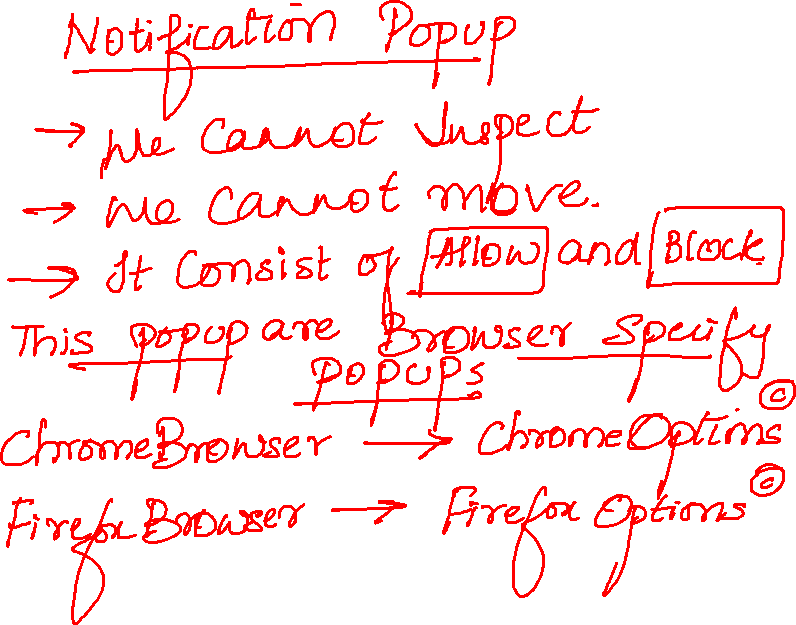 Notification Popup
→ We Cannot Inspect
→ We Cannot move.
→ It Consist of Allow and Block
This popup are Browser Specify
popups
ChromeBrowser → ChromeOptions ©
FirefoxBrowser → Firefox Options ©